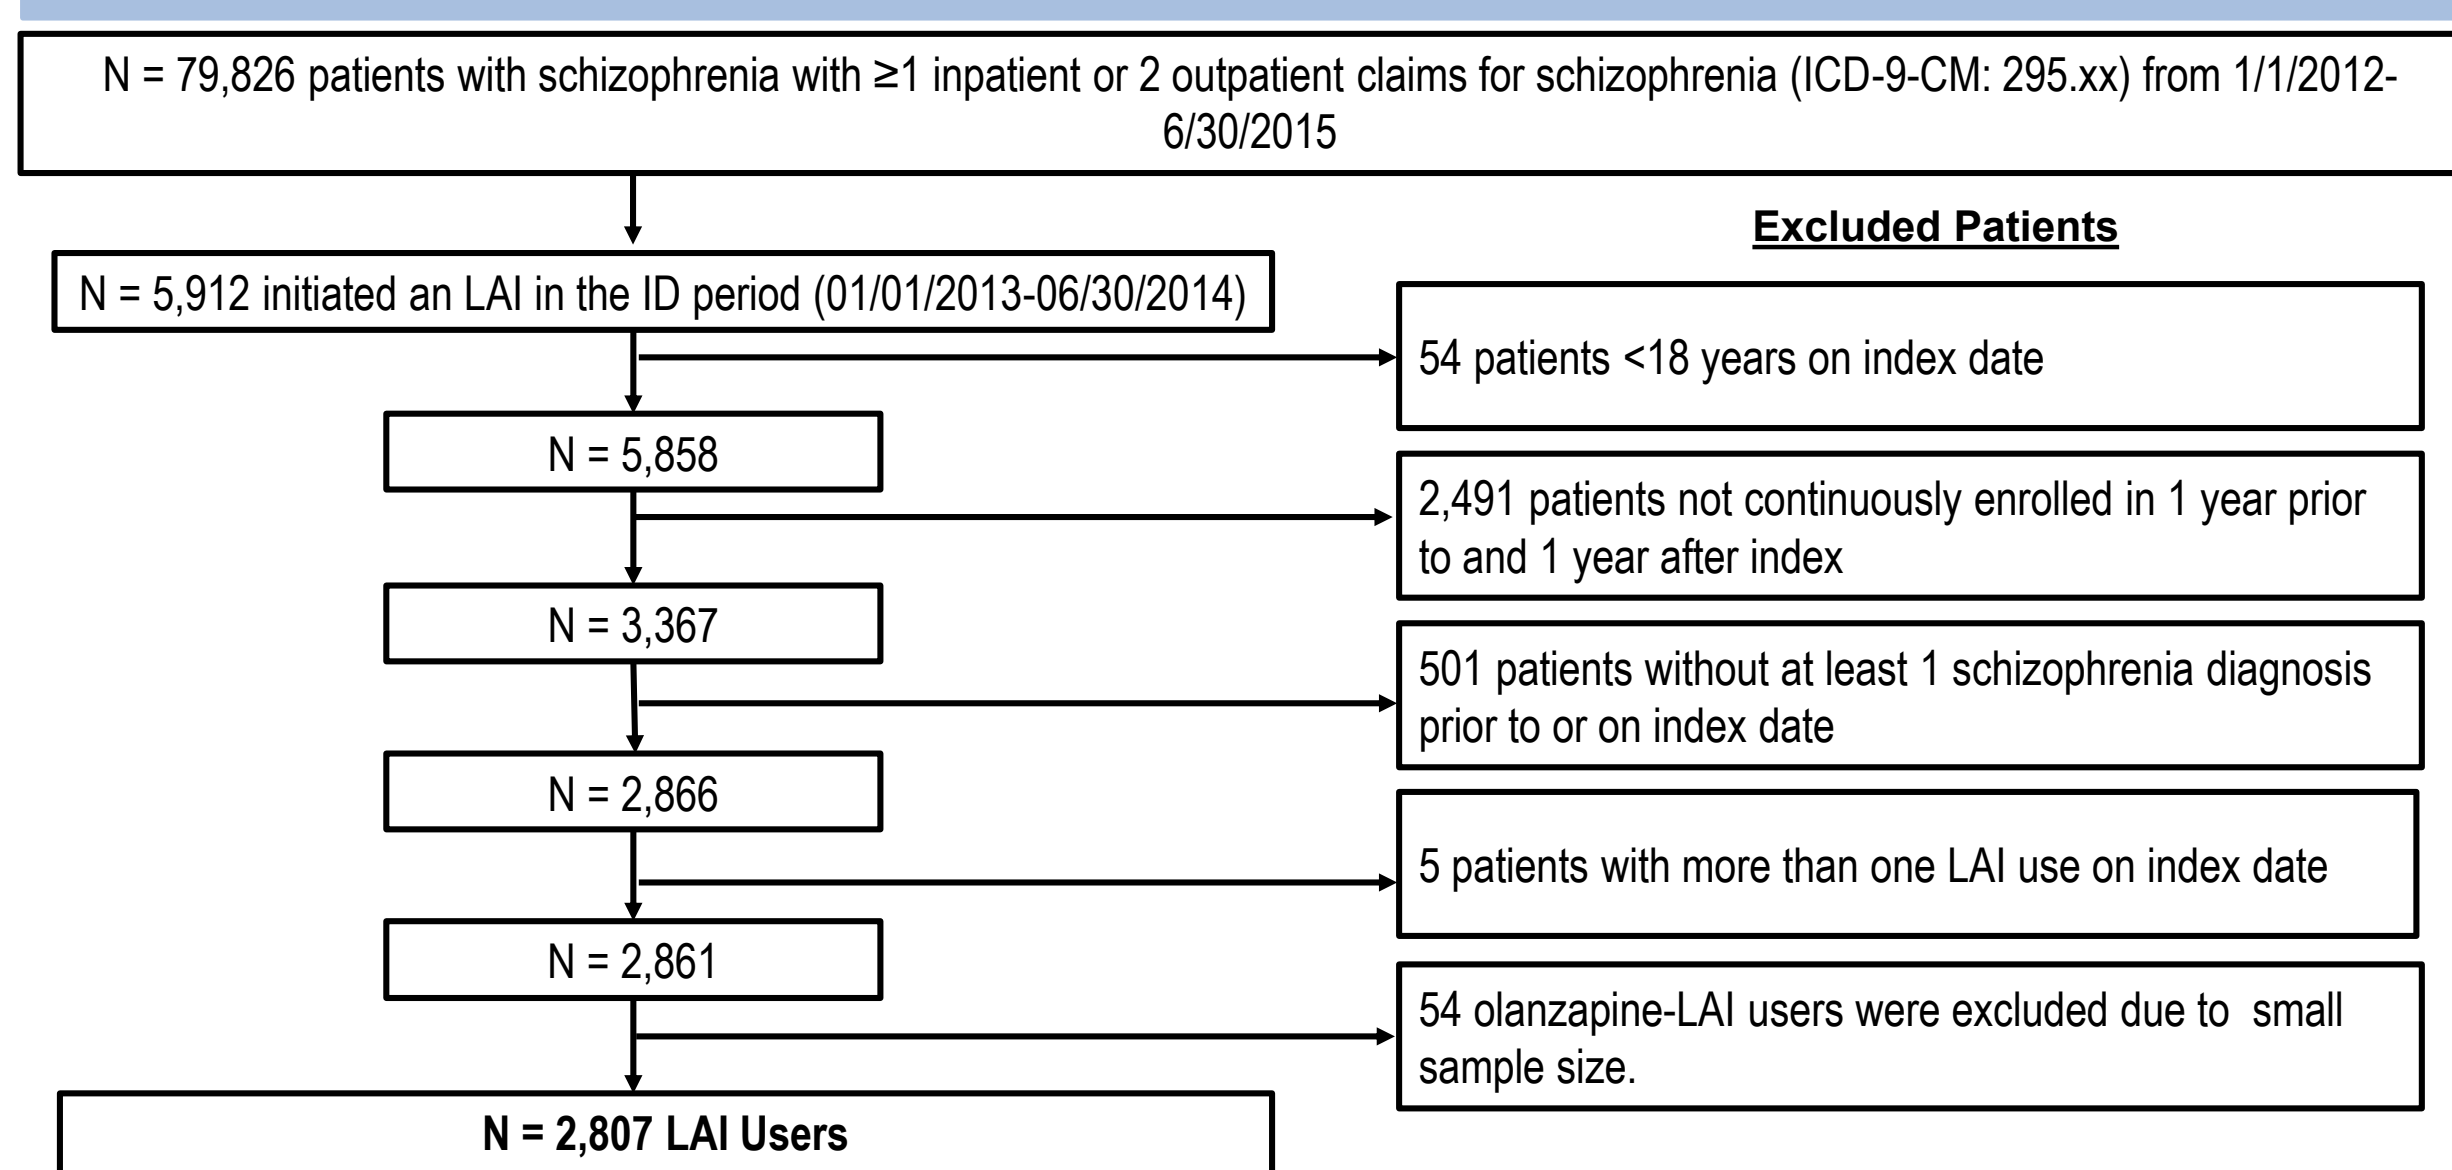 N = 79,826 patients with schizophrenia with ≥1 inpatient or 2 outpatient claims for schizophrenia (ICD-9-CM: 295.xx) from 1/1/2012-
6/30/2015
Excluded Patients
N = 5,912 initiated an LAI in the ID period (01/01/2013-06/30/2014)
54 patients <18 years on index date
N = 5,858
2,491 patients not continuously enrolled in 1 year prior
to and 1 year after index
N = 3,367
501 patients without at least 1 schizophrenia diagnosis
prior to or on index date
N = 2,866
5 patients with more than one LAI use on index date
N = 2,861
54 olanzapine-LAI users were excluded due to  small
sample size.
N = 2,807 LAI Users